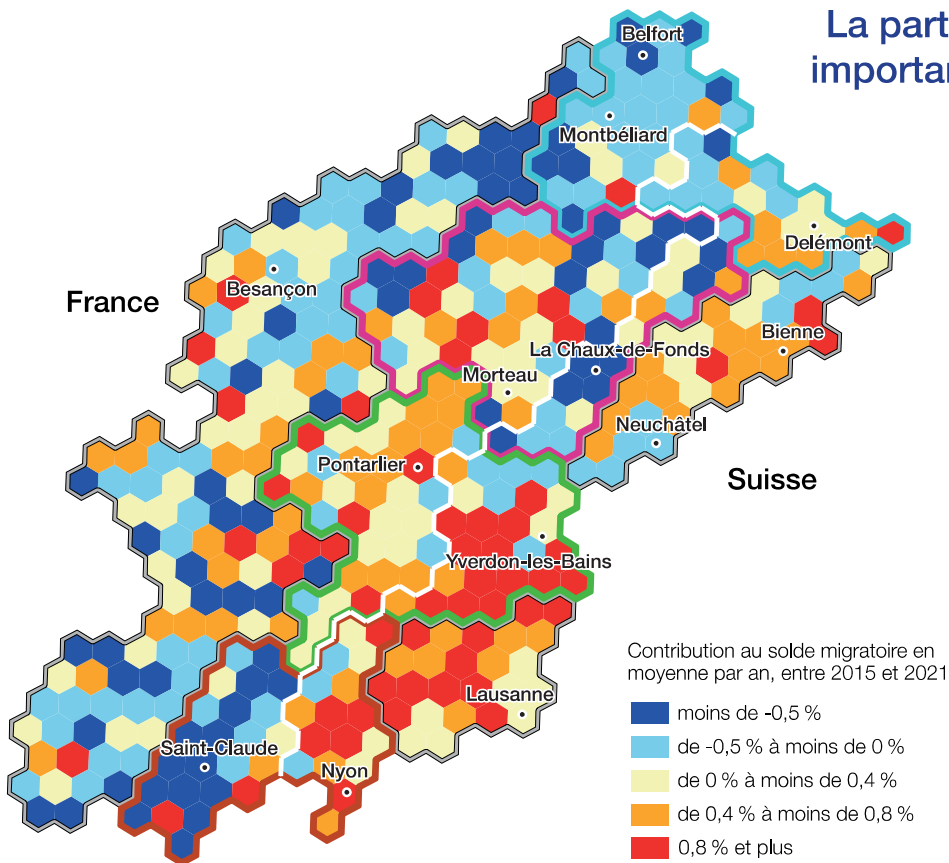 La part
importan
Belfort
Montbéliard
Delémont
France
Besançon
Bienne
La Chaux-de-Fonds
Morteau
Neuchâtel
Pontarlier
Suisse
Yverdon-les-Bains
Lausanne
Saint-Claude
Nyon
Contribution au solde migratoire en
moyenne par an, entre 2015 et 2021
moins de -0,5 %
de -0,5 % à moins de 0 %
de 0 % à moins de 0,4 %
de 0,4 % à moins de 0,8 %
0,8 % et plus